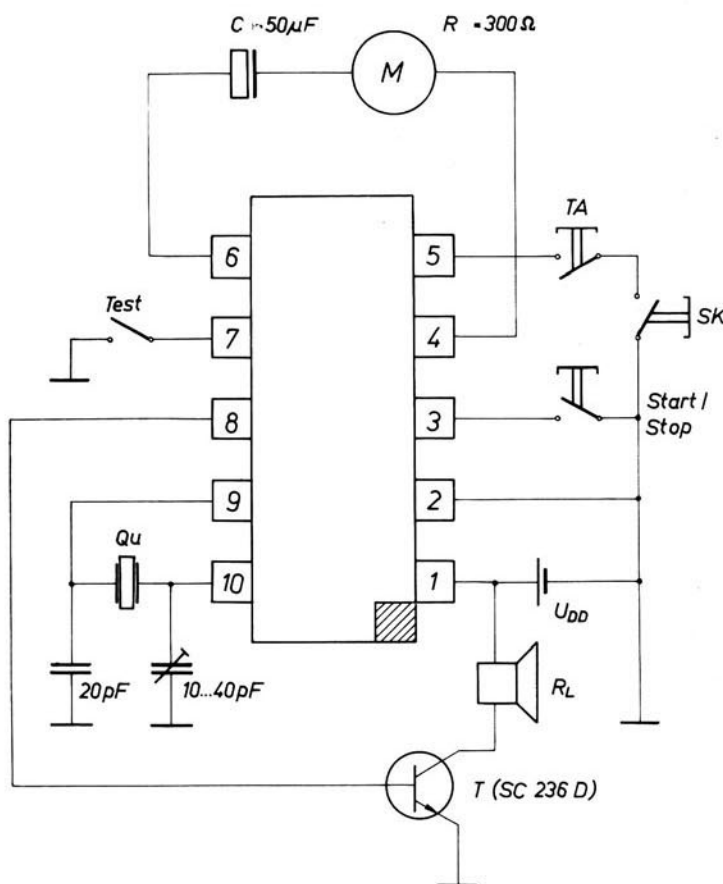 C ~50µF
R ~300Ω
M
TA
6
5
Test
SK
7
4
8
3
Start/
Stop
9
2
Qu
10
1
U_DD
20pF
10...40pF
R_L
T (SC 236 D)